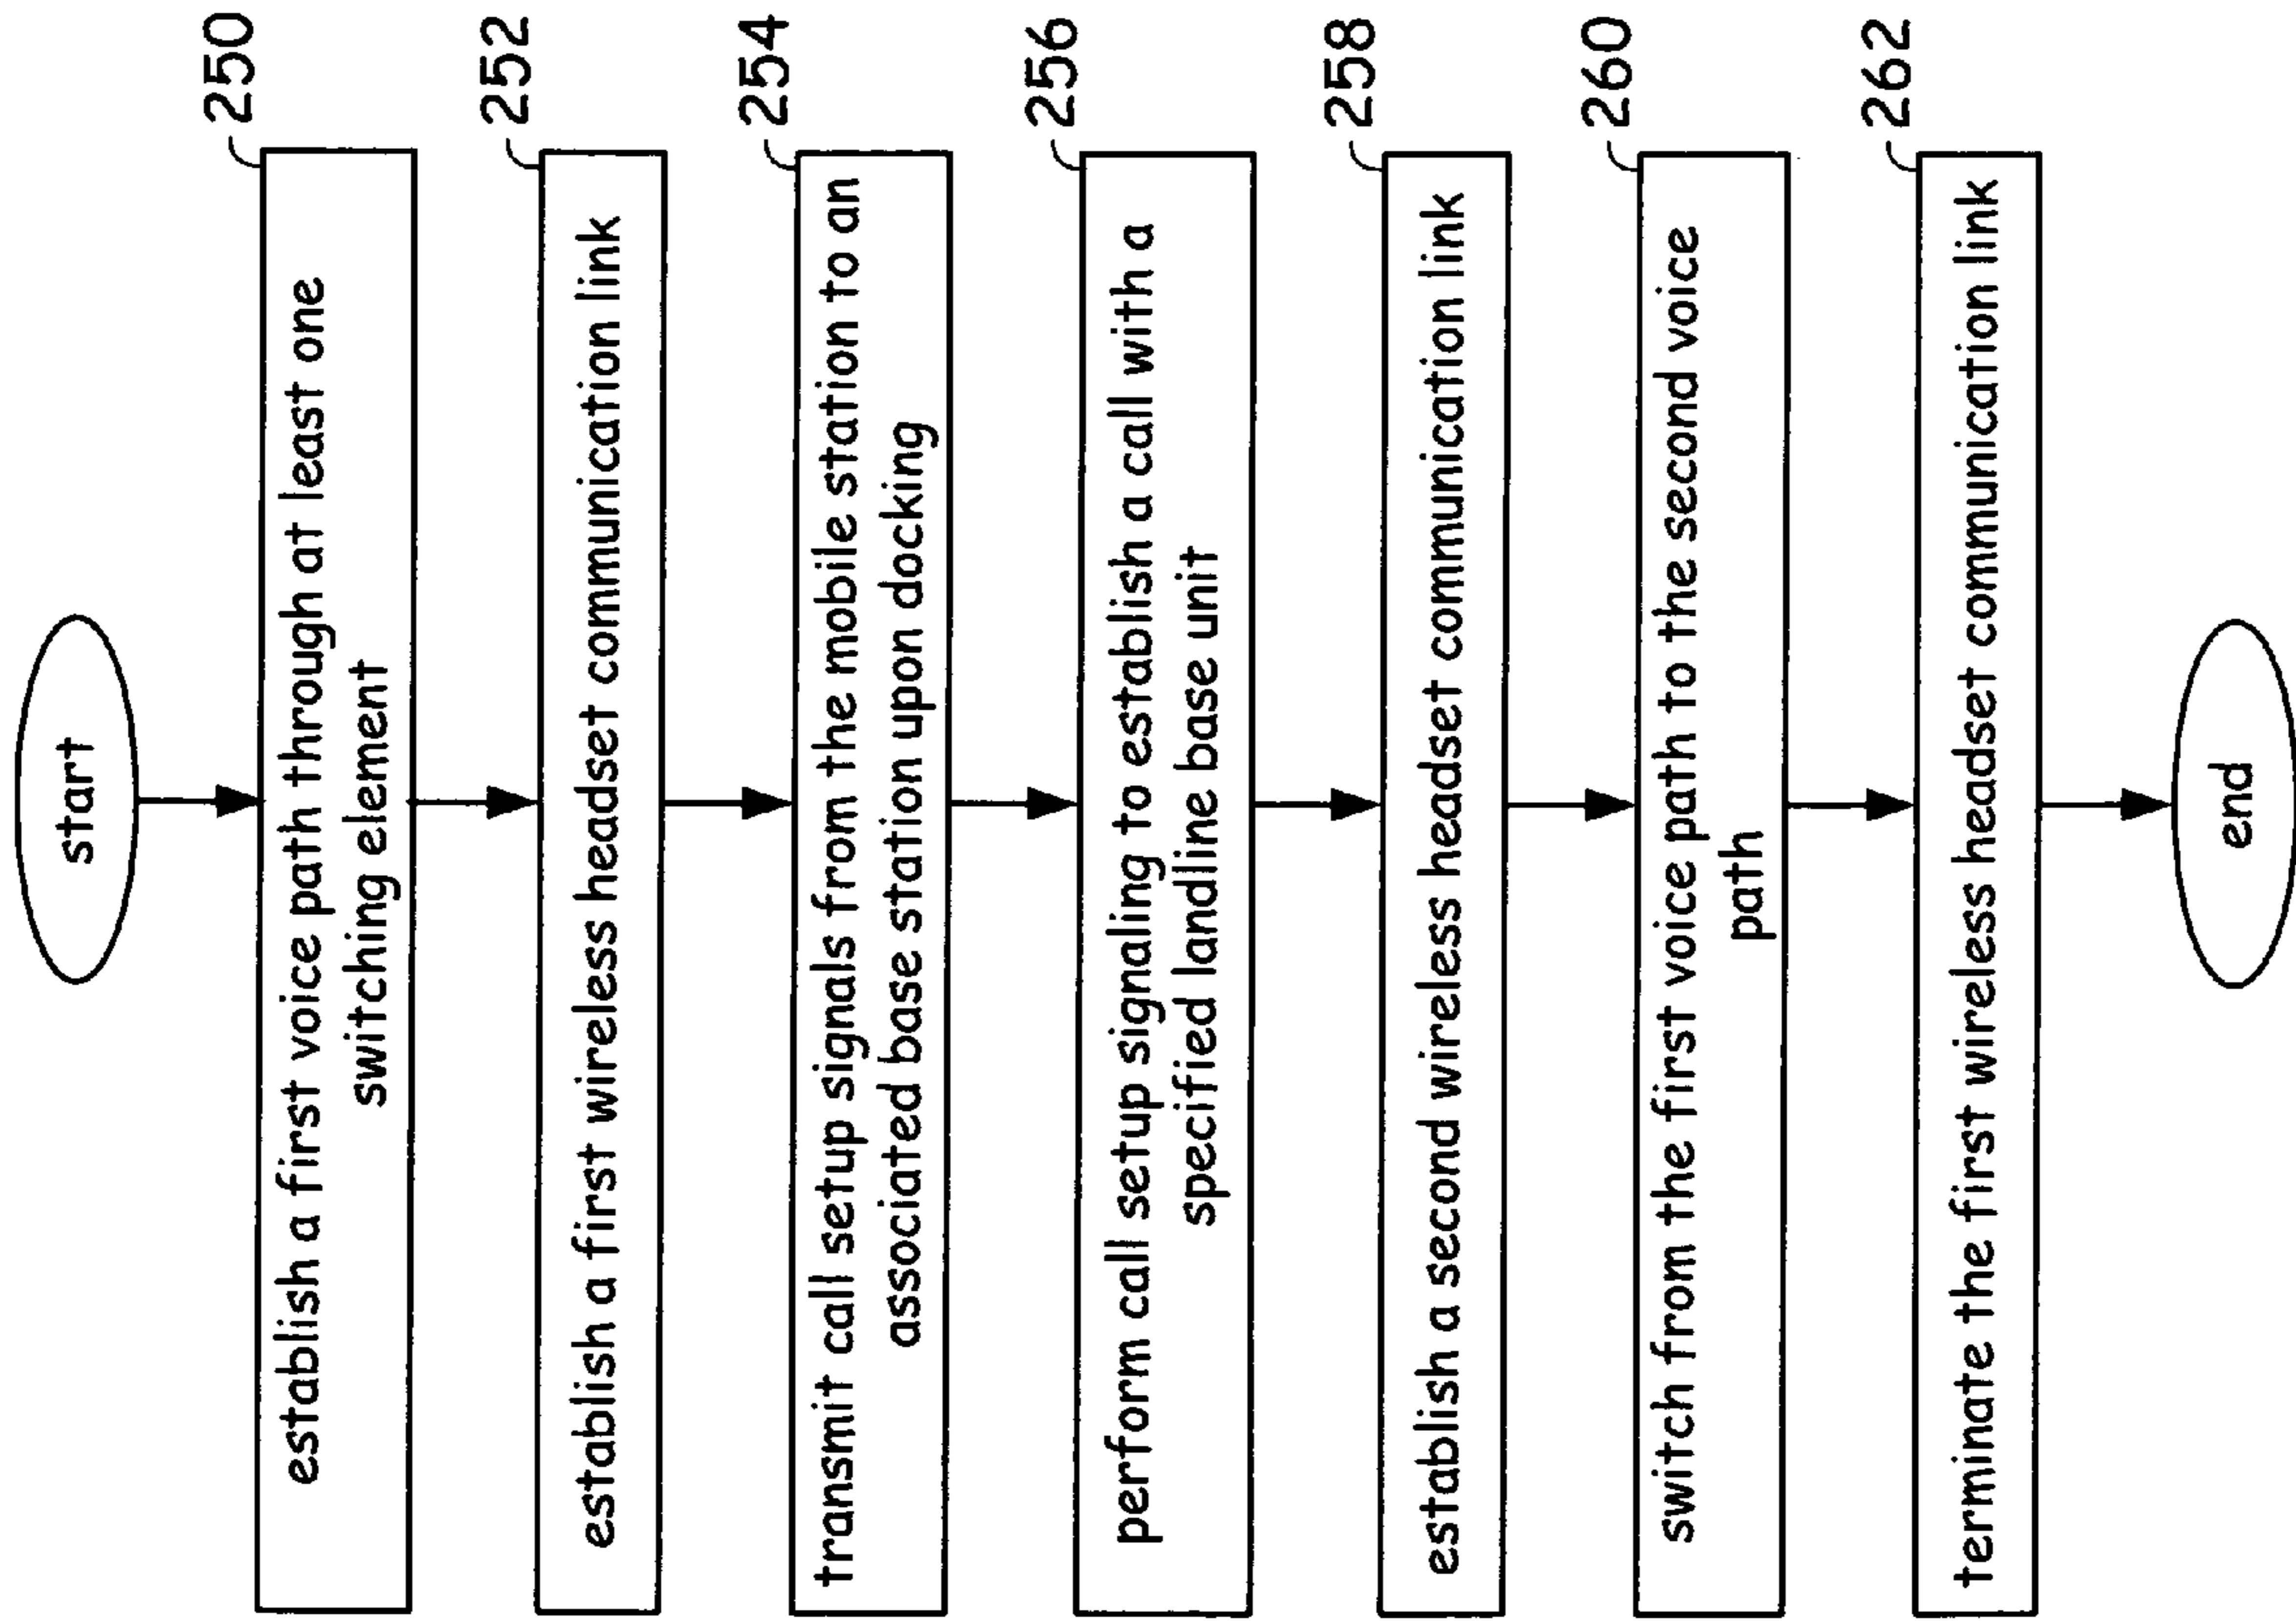 start
250
establish a first voice path through at least one
switching element
252
establish a first wireless headset communication link
254
transmit call setup signals from the mobile station to an
associated base station upon docking
256
perform call setup signaling to establish a call with a
specified landline base unit
258
establish a second wireless headset communication link
260
switch from the first voice path to the second voice
path
262
terminate the first wireless headset communication link
end